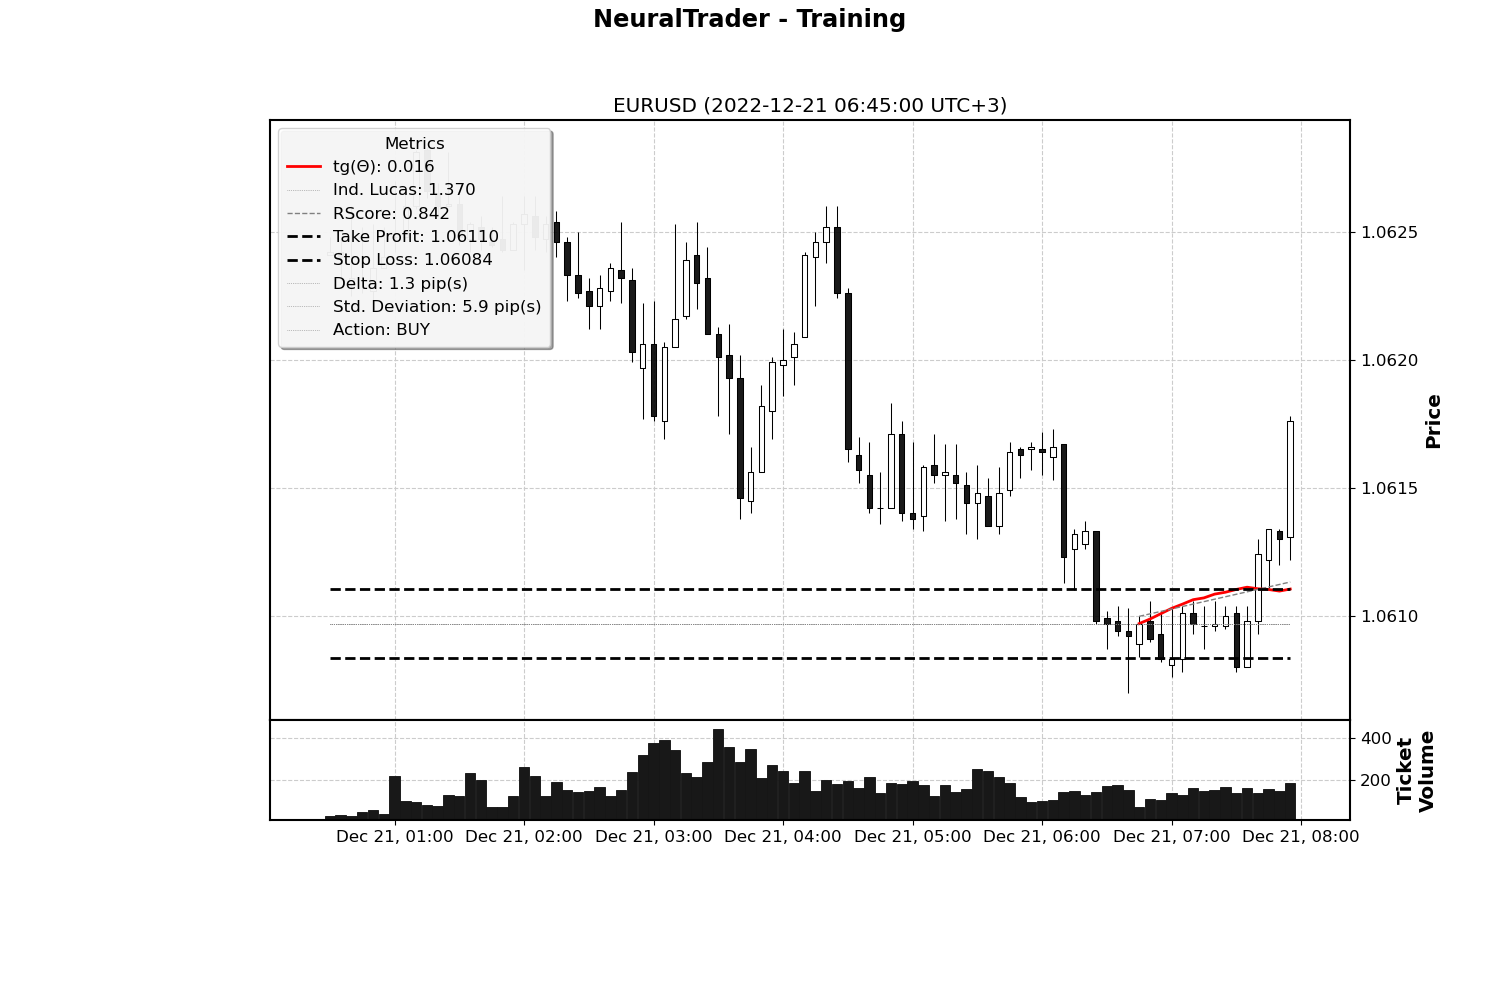 NeuralTrader - Training
EURUSD (2022-12-21 06:45:00 UTC+3)
Metrics
tg(Θ): 0.016
Ind. Lucas: 1.370
RScore: 0.842
Take Profit: 1.06110
Stop Loss: 1.06084
Delta: 1.3 pip(s)
Std. Deviation: 5.9 pip(s)
Action: BUY
1.0625
1.0620
1.0615
1.0610
Price
400
200
Ticket
Volume
Dec 21, 01:00
Dec 21, 02:00
Dec 21, 03:00
Dec 21, 04:00
Dec 21, 05:00
Dec 21, 06:00
Dec 21, 07:00
Dec 21, 08:00